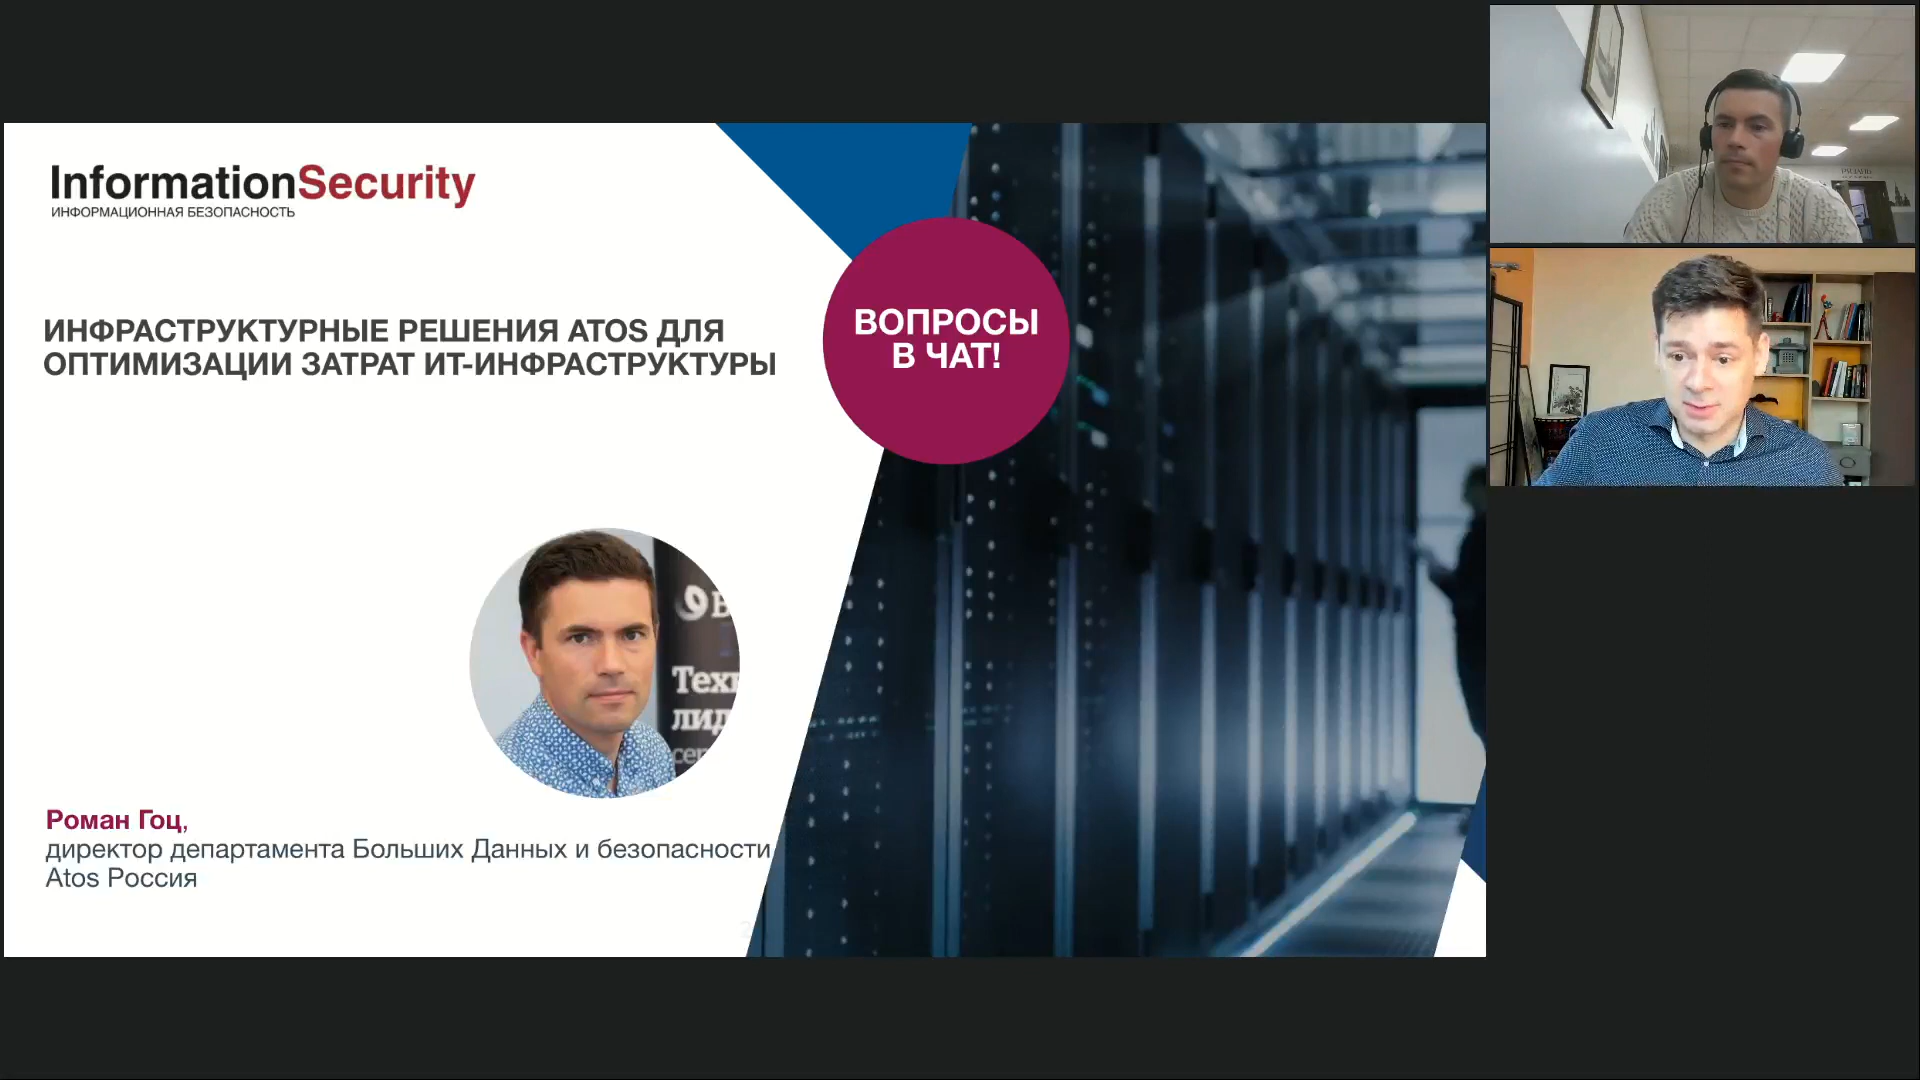 InformationSecurity
ИНФОРМАЦИОННАЯ БЕЗОПАСНОСТЬ
ИНФРАСТРУКТУРНЫЕ РЕШЕНИЯ ATOS ДЛЯ
ОПТИМИЗАЦИИ ЗАТРАТ ИТ-ИНФРАСТРУКТУРЫ
ВОПРОСЫ
В ЧАТ!
Роман Гоц,
директор департамента Больших Данных и безопасности
Atos Россия